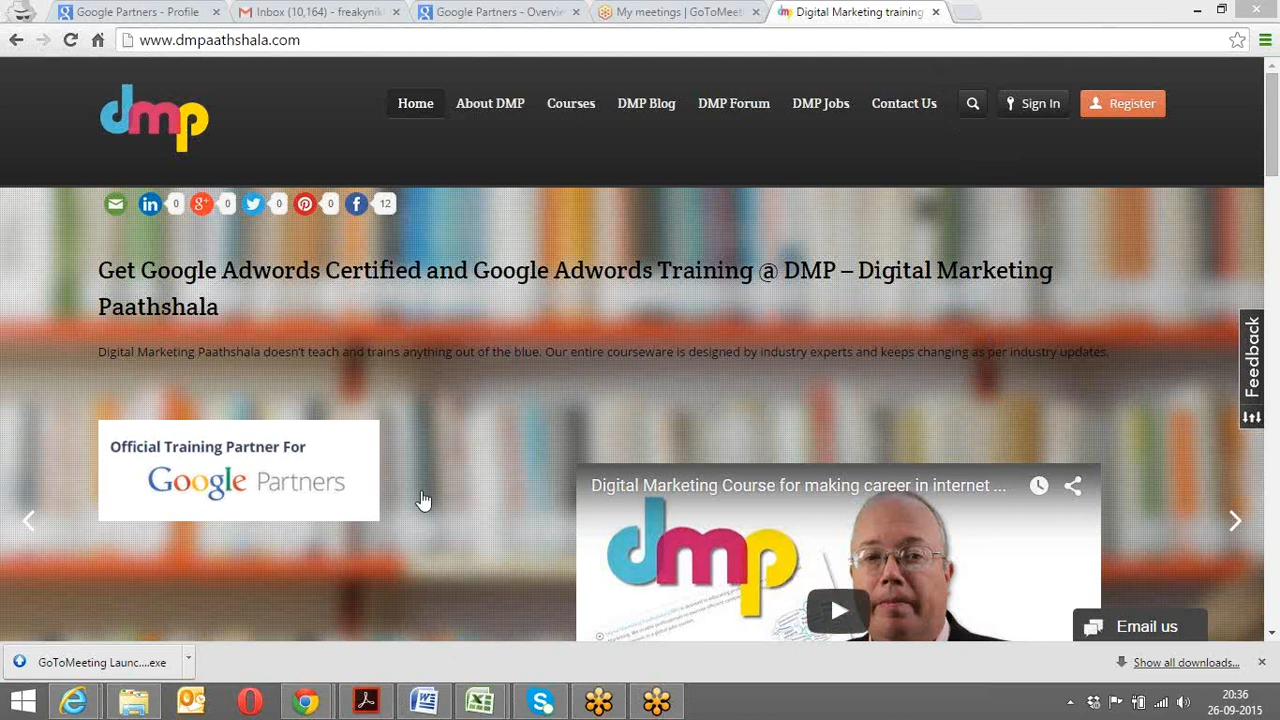 Google Partners - Profile
Inbox (10,164) - freakynik
Google Partners - Overvie
My meetings | GoToMeet
Digital Marketing training
www.dmpaathshala.com
dmp
Home
About DMP
Courses
DMP Blog
DMP Forum
DMP Jobs
Contact Us
Sign In
Register
0
0
0
0
12
Get Google Adwords Certified and Google Adwords Training @ DMP – Digital Marketing
Paathshala
Digital Marketing Paathshala doesn't teach and trains anything out of the blue. Our entire courseware is designed by industry experts and keeps changing as per industry updates.
Feedback
Official Training Partner For
Google Partners
Digital Marketing Course for making career in internet ...
dmp
Email us
GoToMeeting Launc....exe
Show all downloads...
20:36
26-09-2015